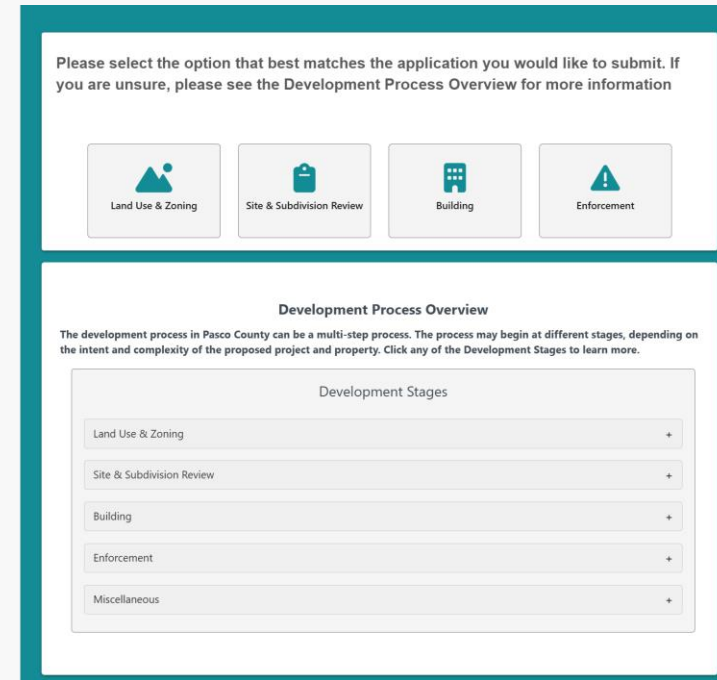 Please select the option that best matches the application you would like to submit. If
you are unsure, please see the Development Process Overview for more information
Land Use & Zoning
Site & Subdivision Review
Building
Enforcement
Development Process Overview
The development process in Pasco County can be a multi-step process. The process may begin at different stages, depending on
the intent and complexity of the proposed project and property. Click any of the Development Stages to learn more.
Development Stages
Land Use & Zoning +
Site & Subdivision Review +
Building +
Enforcement +
Miscellaneous +